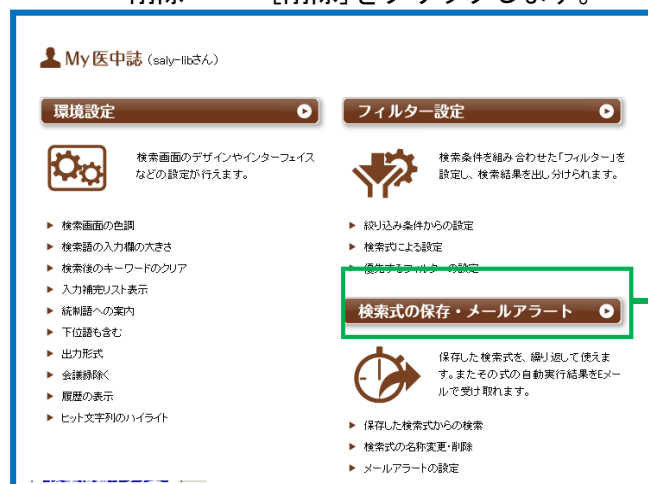 削除 [削除]をクリックします。
My医中誌 (saly-libさん)
環境設定
検索画面のデザインやインターフェイス
などの設定が行えます。
検索画面の色調
検索語の入力欄の大きさ
検索後のキーワードのクリア
入力補完リスト表示
統制語への案内
下位語も含む
出力形式
会議録除く
履歴の表示
ヒット文字列のハイライト
フィルター設定
検索条件を組み合わせた「フィルター」を
設定し、検索結果を出し分けられます。
絞り込み条件からの設定
検索式による設定
優先するフィルターの設定
検索式の保存・メールアラート
保存した検索式を、繰り返して使えま
す。またその式の自動実行結果をEメー
ルで受け取れます。
保存した検索式からの検索
検索式の名称変更・削除
メールアラートの設定